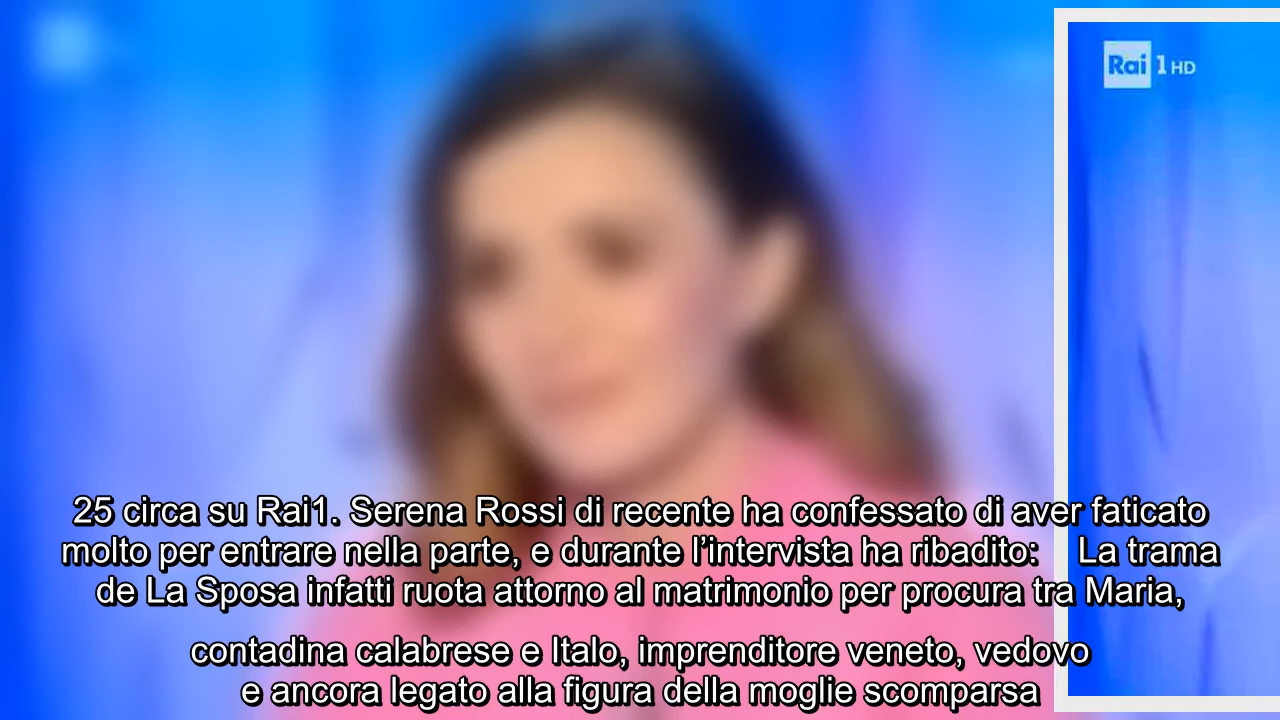 Rai 1 HD
25 circa su Rai1. Serena Rossi di recente ha confessato di aver faticato
molto per entrare nella parte, e durante l’intervista ha ribadito: La trama
de La Sposa infatti ruota attorno al matrimonio per procura tra Maria,
contadina calabrese e Italo, imprenditore veneto, vedovo
e ancora legato alla figura della moglie scomparsa